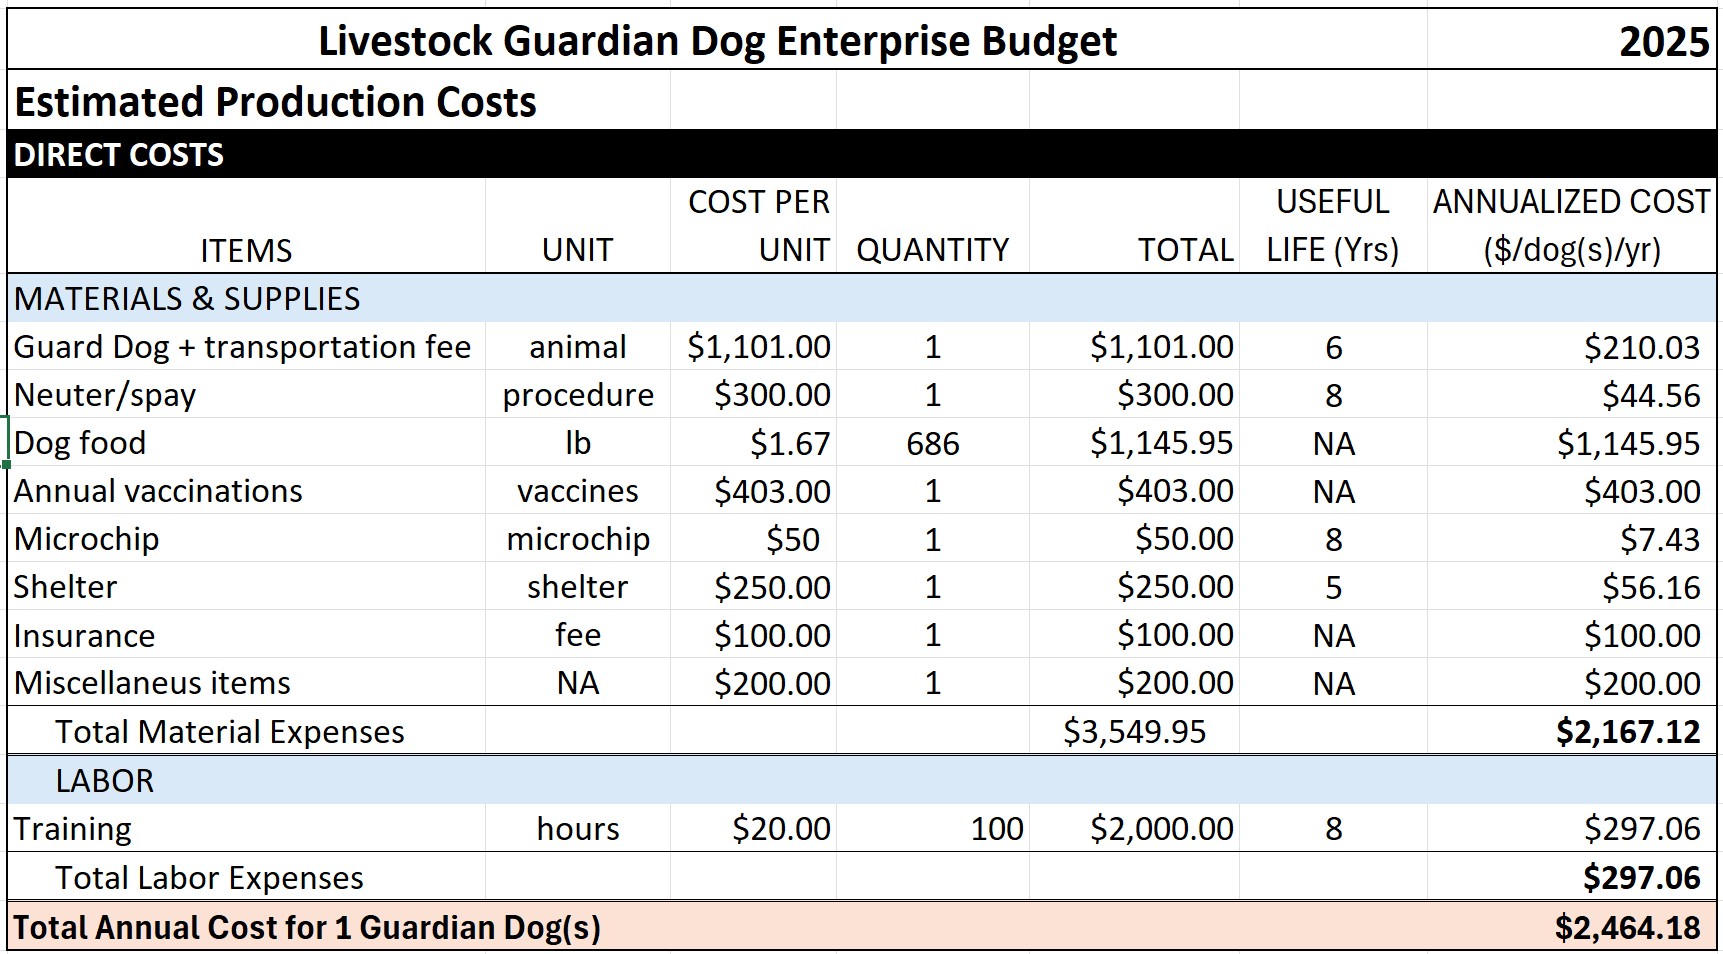 Livestock Guardian Dog Enterprise Budget 2025
Estimated Production Costs
DIRECT COSTS
ITEMS UNIT COST PER UNIT QUANTITY TOTAL USEFUL LIFE (Yrs) ANNUALIZED COST ($/dog(s)/yr)
MATERIALS & SUPPLIES
Guard Dog + transportation fee animal $1,101.00 1 $1,101.00 6 $210.03
Neuter/spay procedure $300.00 1 $300.00 8 $44.56
Dog food lb $1.67 686 $1,145.95 NA $1,145.95
Annual vaccinations vaccines $403.00 1 $403.00 NA $403.00
Microchip microchip $50 1 $50.00 8 $7.43
Shelter shelter $250.00 1 $250.00 5 $56.16
Insurance fee $100.00 1 $100.00 NA $100.00
Miscellaneus items NA $200.00 1 $200.00 NA $200.00
Total Material Expenses $3,549.95 $2,167.12
LABOR
Training hours $20.00 100 $2,000.00 8 $297.06
Total Labor Expenses $297.06
Total Annual Cost for 1 Guardian Dog(s) $2,464.18